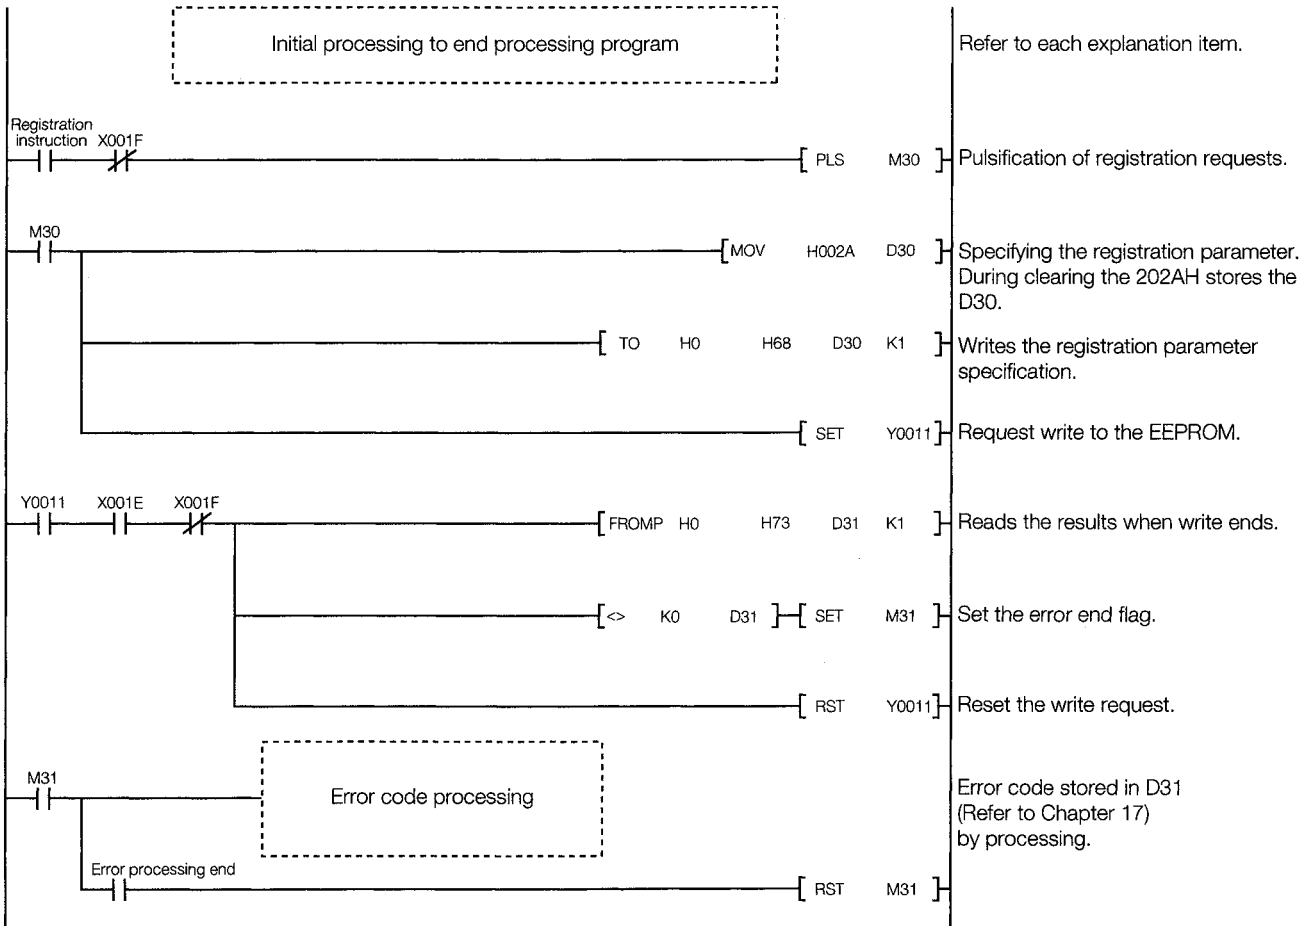 Initial processing to end processing program
Refer to each explanation item.
Registration
instruction X001F
PLS M30
Pulsification of registration requests.
M30
MOV H002A D30
Specifying the registration parameter.
During clearing the 202AH stores the
D30.
TO H0 H68 D30 K1
Writes the registration parameter
specification.
SET Y0011
Request write to the EEPROM.
Y0011 X001E X001F
FROMP H0 H73 D31 K1
Reads the results when write ends.
<> K0 D31 SET M31
Set the error end flag.
RST Y0011
Reset the write request.
M31
Error code processing
Error code stored in D31
(Refer to Chapter 17)
by processing.
Error processing end
RST M31